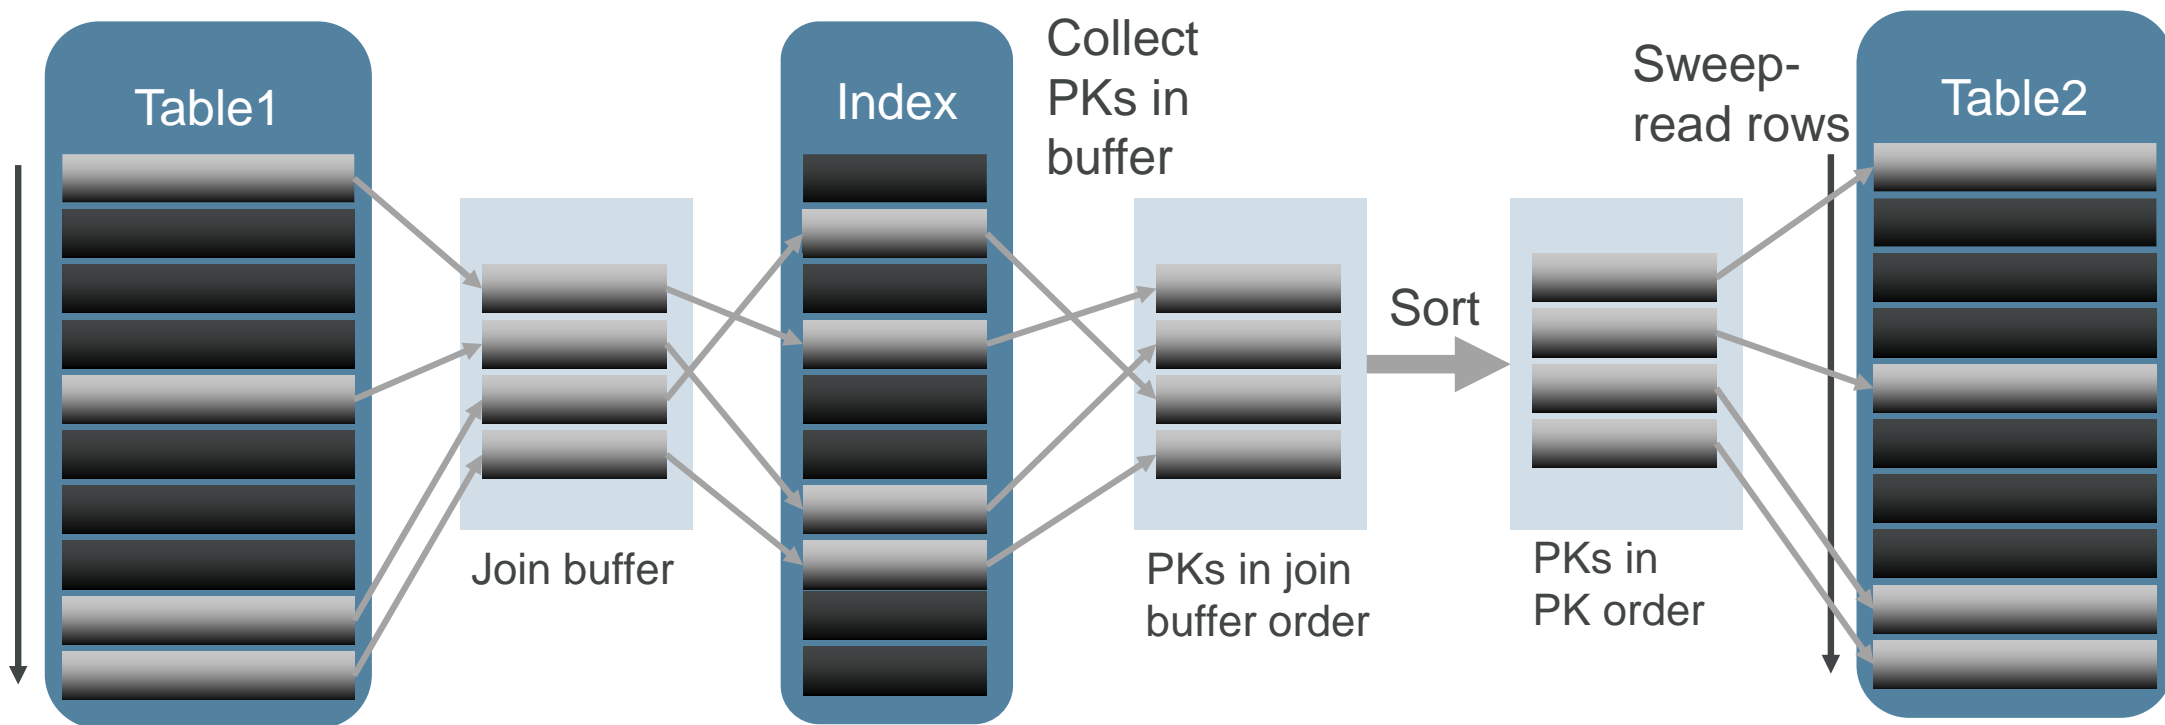 Table1
Join buffer
Index
Collect
PKs in
buffer
PKs in join
buffer order
Sort
PKs in
PK order
Sweep-
read rows
Table2